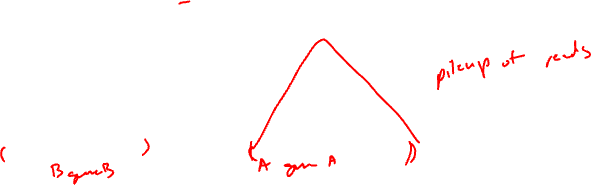 pileup of reads
( B gene B )
( A gene A )